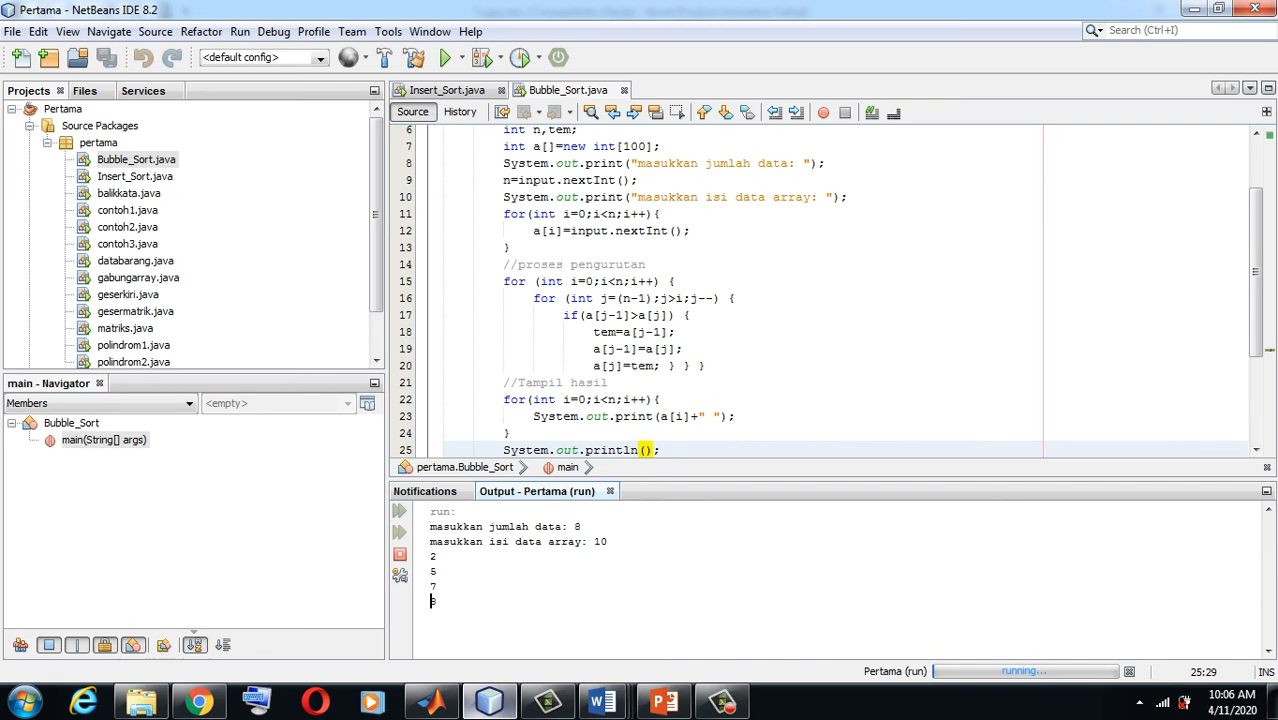 Pertama - NetBeans IDE 8.2
File Edit View Navigate Source Refactor Run Debug Profile Team Tools Window Help
Search (Ctrl+I)
<default config>
Projects Files Services
Pertama
Source Packages
pertama
Bubble_Sort.java
Insert_Sort.java
balikkata.java
contoh1.java
contoh2.java
contoh3.java
databarang.java
gabungarray.java
geserkiri.java
gesermatrik.java
matriks.java
polindrom1.java
polindrom2.java
main - Navigator
Members <empty>
Bubble_Sort
main(String[] args)
Insert_Sort.java Bubble_Sort.java
Source History
6 int n,tem;
7 int a[]=new int[100];
8 System.out.print("masukkan jumlah data: ");
9 n=input.nextInt();
10 System.out.print("masukkan isi data array: ");
11 for(int i=0;i<n;i++){
12 a[i]=input.nextInt();
13 }
14 //proses pengurutan
15 for (int i=0;i<n;i++) {
16 for (int j=(n-1);j>i;j--) {
17 if(a[j-1]>a[j]) {
18 tem=a[j-1];
19 a[j-1]=a[j];
20 a[j]=tem; } } }
21 //Tampil hasil
22 for(int i=0;i<n;i++){
23 System.out.print(a[i]+" ");
24 }
25 System.out.println();
pertama.Bubble_Sort main
Notifications Output - Pertama (run)
run:
masukkan jumlah data: 8
masukkan isi data array: 10
2
5
7
8
Pertama (run) running... 25:29 INS
10:06 AM
4/11/2020